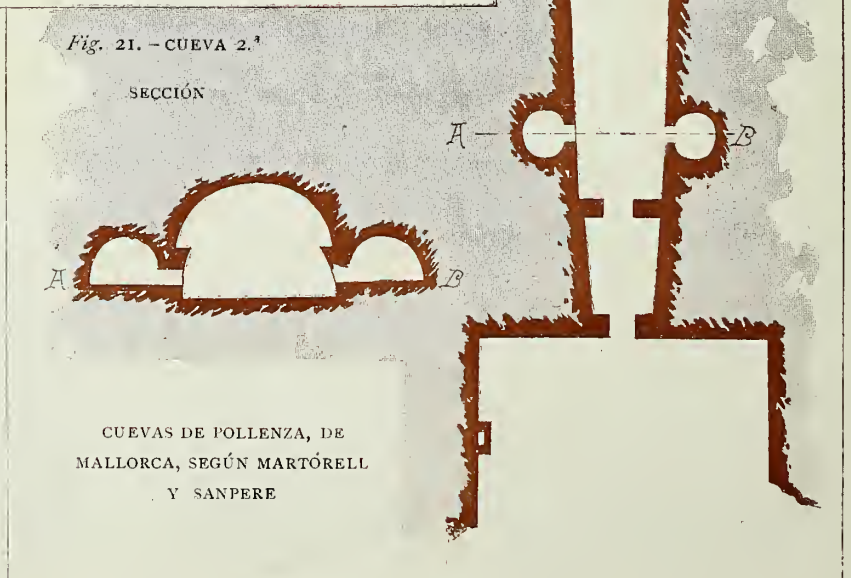 Fig. 21. – CUEVA 2.ª
SECCIÓN
A
B
A
B
CUEVAS DE POLLENZA, DE
MALLORCA, SEGÚN MARTÓRELL
Y SANPERE